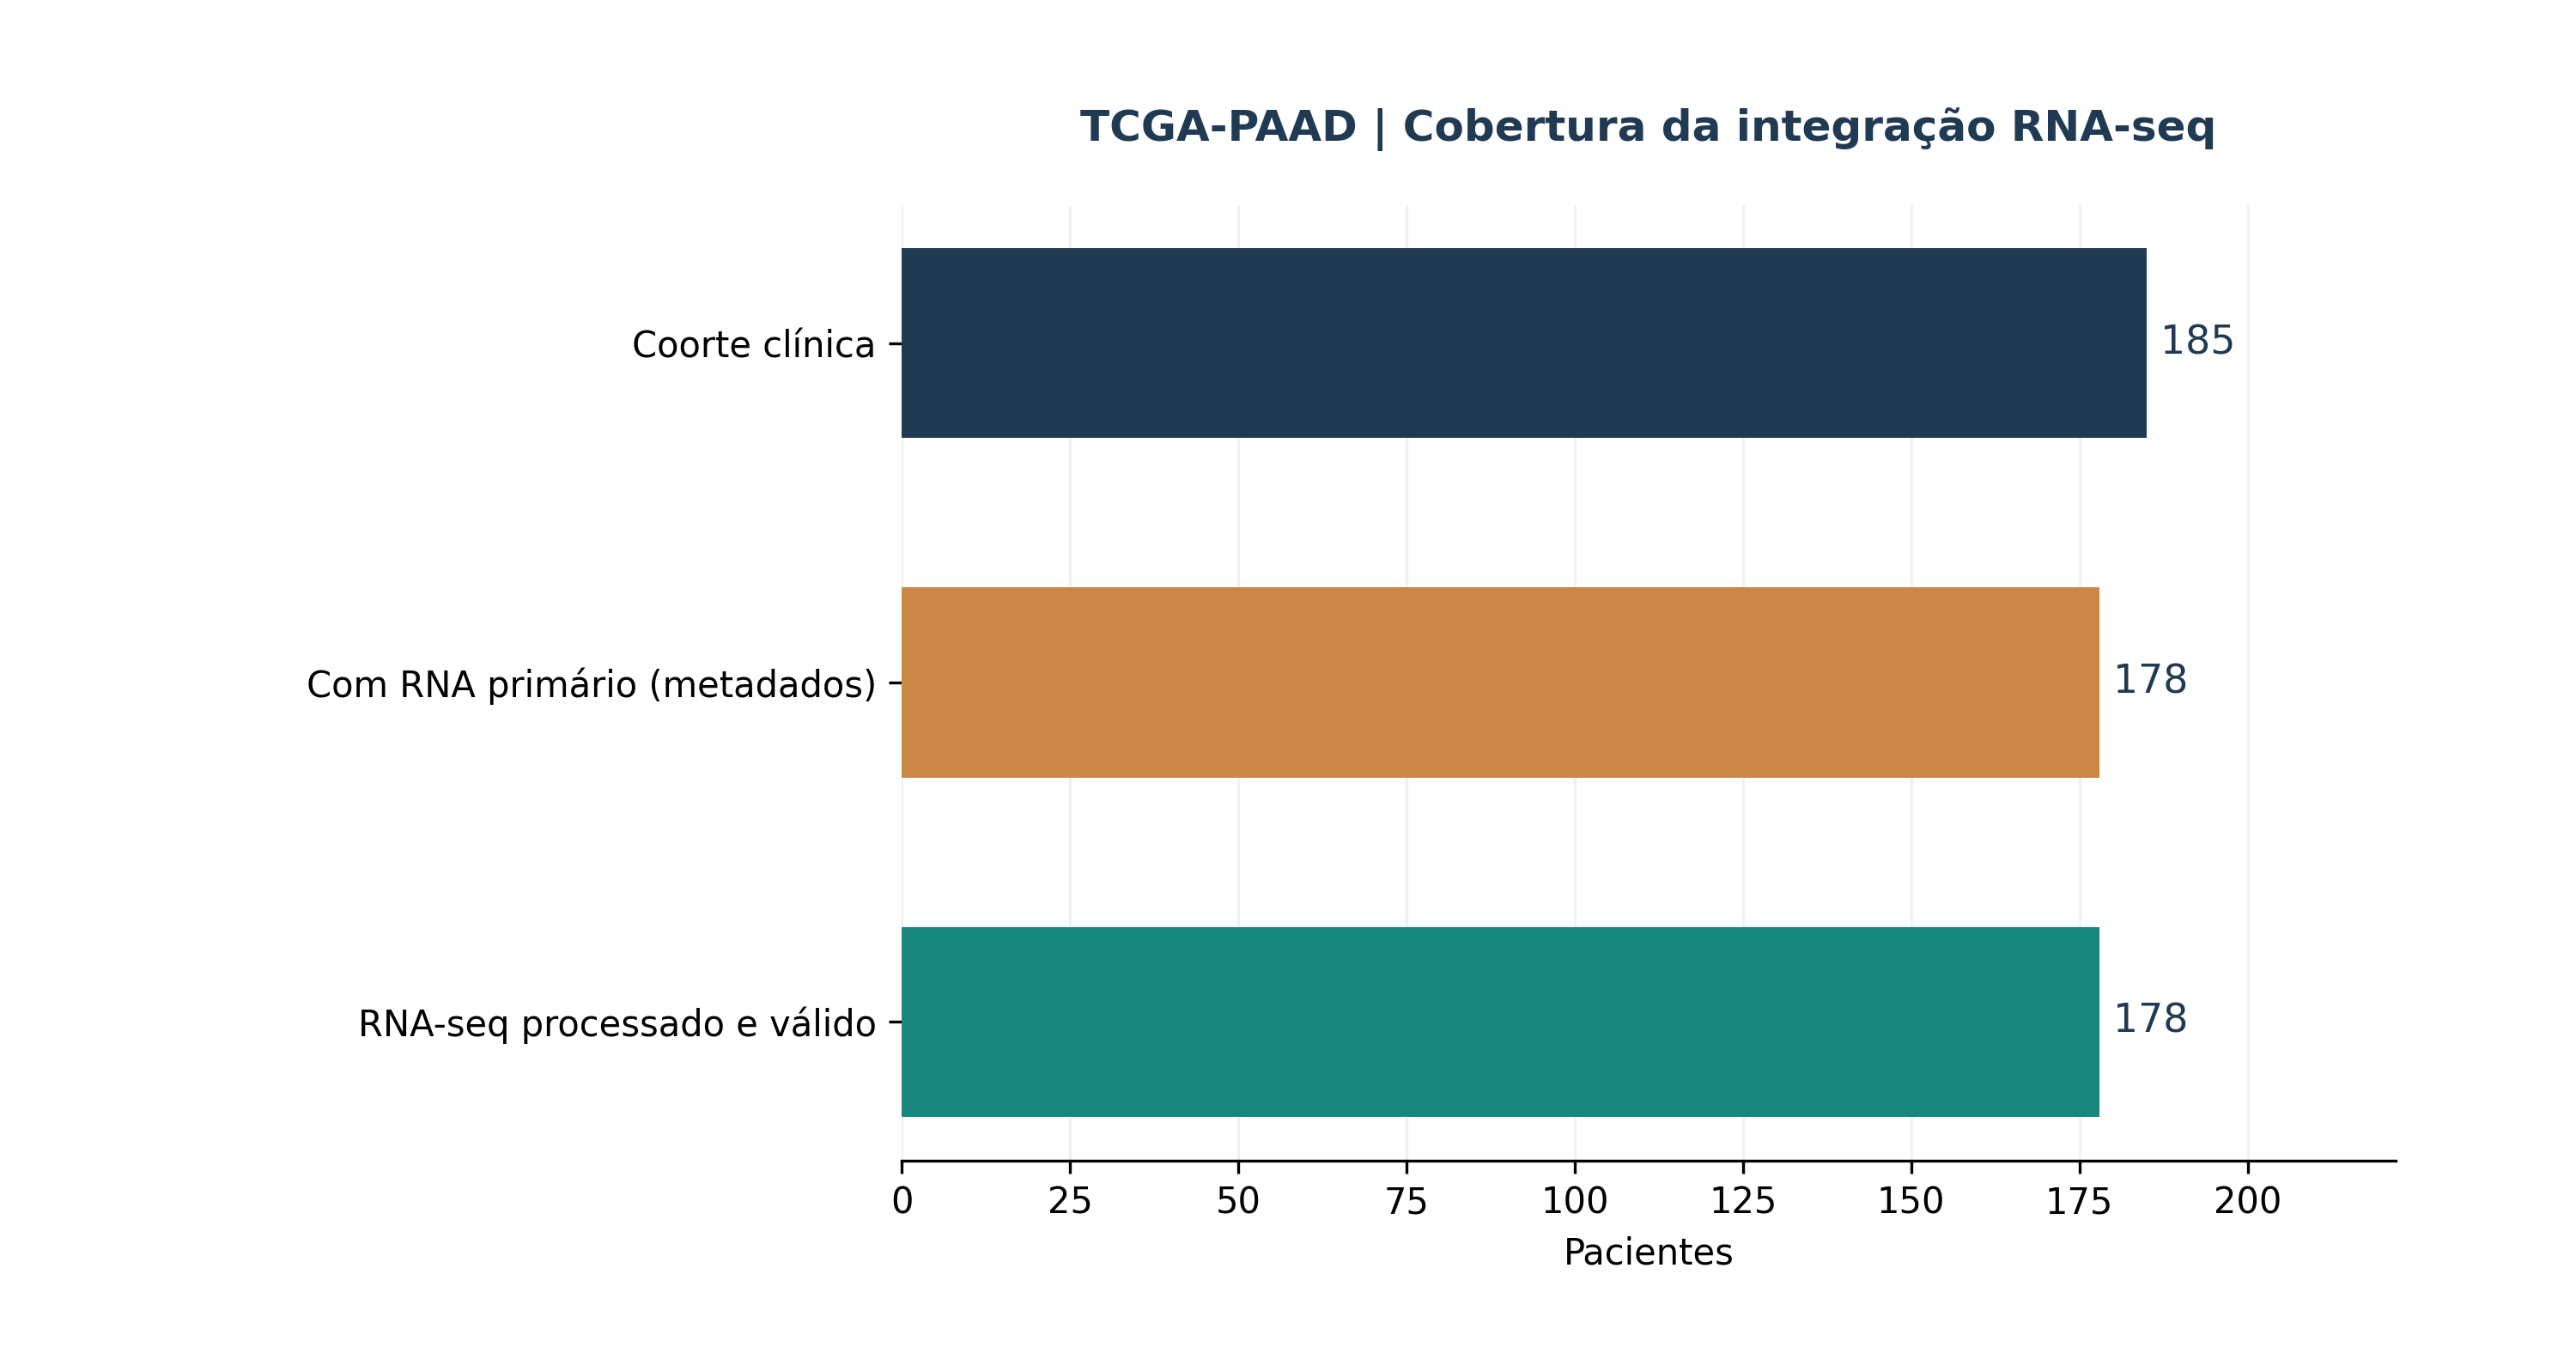 TCGA-PAAD | Cobertura da integração RNA-seq
Coorte clínica
185
Com RNA primário (metadados)
178
RNA-seq processado e válido
178
0 25 50 75 100 125 150 175 200
Pacientes